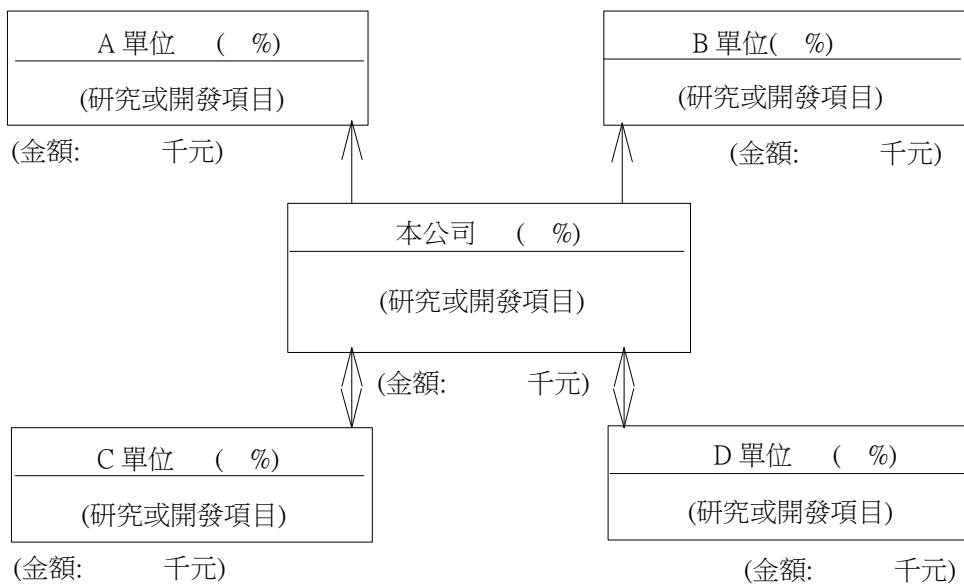 A 單位 ( %)
(研究或開發項目)
(金額: 千元)
B 單位( %)
(研究或開發項目)
(金額: 千元)
本公司 ( %)
(研究或開發項目)
(金額: 千元)
C 單位 ( %)
(研究或開發項目)
(金額: 千元)
D 單位 ( %)
(研究或開發項目)
(金額: 千元)